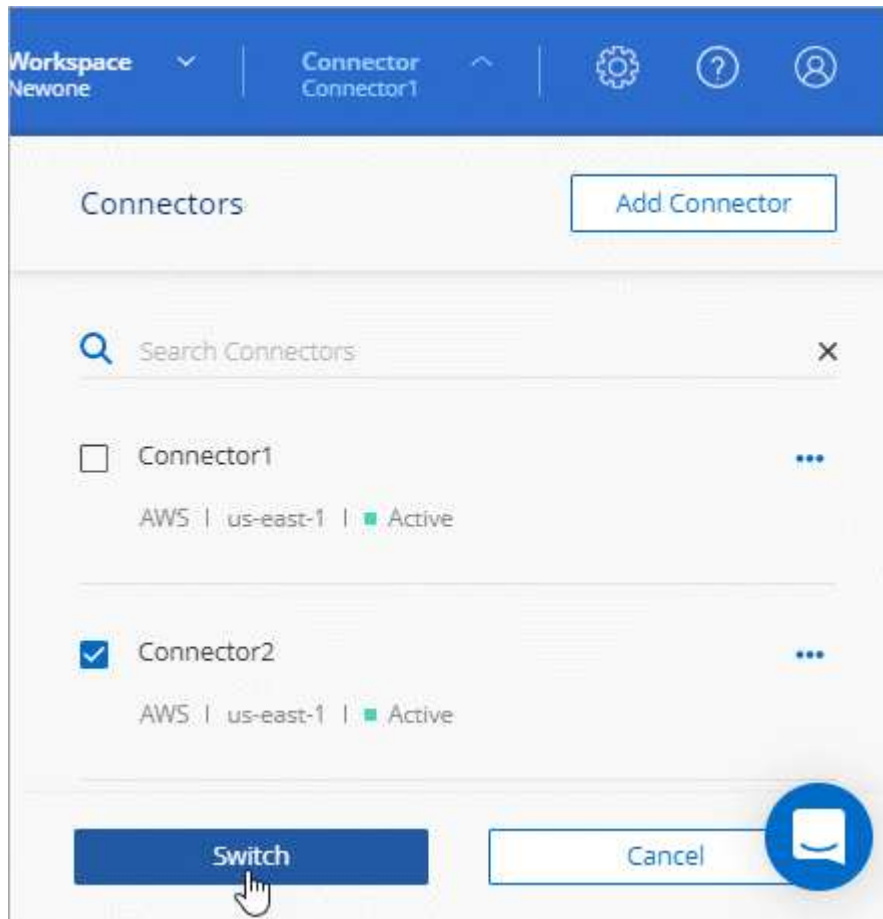 Workspace
Newone
Connector
Connector1
Connectors
Add Connector
Search Connectors
Connector1
AWS | us-east-1 | Active
Connector2
AWS | us-east-1 | Active
Switch
Cancel